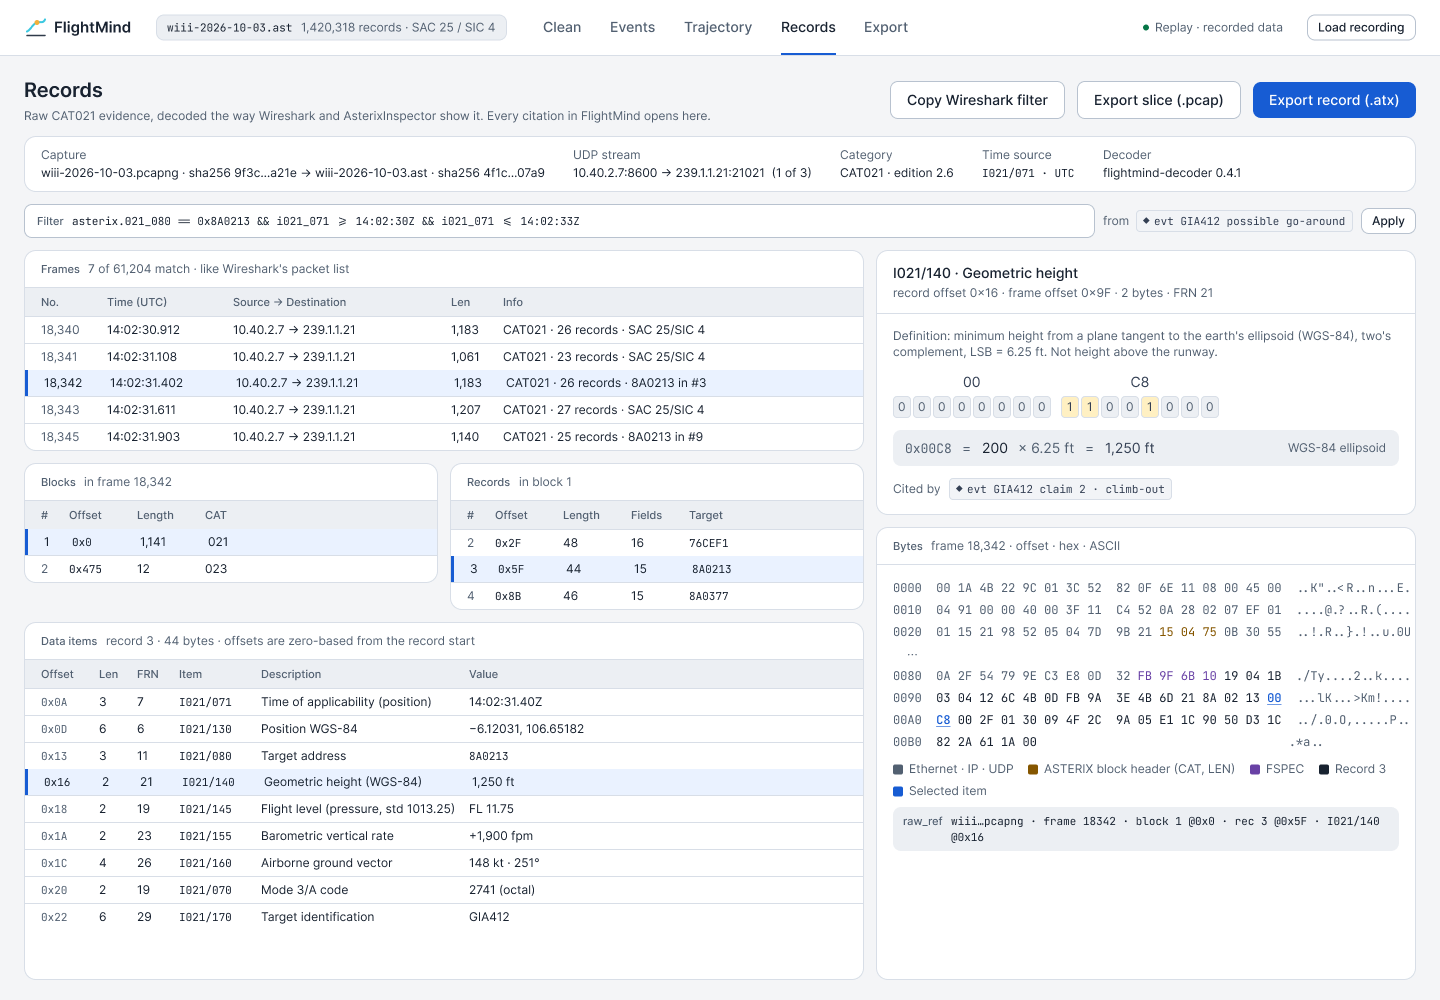 FlightMind
wiii-2026-10-03.ast 1,420,318 records · SAC 25 / SIC 4
Clean Events Trajectory Records Export
Replay · recorded data
Load recording
Records
Raw CAT021 evidence, decoded the way Wireshark and AsterixInspector show it. Every citation in FlightMind opens here.
Copy Wireshark filter
Export slice (.pcap)
Export record (.atx)
Capture UDP stream Category Time source Decoder
wiii-2026-10-03.pcapng · sha256 9f3c…a21e → wiii-2026-10-03.ast · sha256 4f1c…07a9 10.40.2.7:8600 → 239.1.1.21:21021 (1 of 3) CAT021 · edition 2.6 I021/071 · UTC flightmind-decoder 0.4.1
Filter asterix.021_080 == 0x8A0213 && i021_071 ≥ 14:02:30Z && i021_071 ≤ 14:02:33Z
from ◆ evt GIA412 possible go-around
Apply
Frames 7 of 61,204 match · like Wireshark's packet list
No. Time (UTC) Source → Destination Len Info
18,340 14:02:30.912 10.40.2.7 → 239.1.1.21 1,183 CAT021 · 26 records · SAC 25/SIC 4
18,341 14:02:31.108 10.40.2.7 → 239.1.1.21 1,061 CAT021 · 23 records · SAC 25/SIC 4
18,342 14:02:31.402 10.40.2.7 → 239.1.1.21 1,183 CAT021 · 26 records · 8A0213 in #3
18,343 14:02:31.611 10.40.2.7 → 239.1.1.21 1,207 CAT021 · 27 records · SAC 25/SIC 4
18,345 14:02:31.903 10.40.2.7 → 239.1.1.21 1,140 CAT021 · 25 records · 8A0213 in #9
Blocks in frame 18,342
# Offset Length CAT
1 0x0 1,141 021
2 0x475 12 023
Records in block 1
# Offset Length Fields Target
2 0x2F 48 16 76CEF1
3 0x5F 44 15 8A0213
4 0x8B 46 15 8A0377
Data items record 3 · 44 bytes · offsets are zero-based from the record start
Offset Len FRN Item Description Value
0x0A 3 7 I021/071 Time of applicability (position) 14:02:31.40Z
0x0D 6 6 I021/130 Position WGS-84 −6.12031, 106.65182
0x13 3 11 I021/080 Target address 8A0213
0x16 2 21 I021/140 Geometric height (WGS-84) 1,250 ft
0x18 2 19 I021/145 Flight level (pressure, std 1013.25) FL 11.75
0x1A 2 23 I021/155 Barometric vertical rate +1,900 fpm
0x1C 4 26 I021/160 Airborne ground vector 148 kt · 251°
0x20 2 19 I021/070 Mode 3/A code 2741 (octal)
0x22 6 29 I021/170 Target identification GIA412
I021/140 · Geometric height
record offset 0×16 · frame offset 0×9F · 2 bytes · FRN 21
Definition: minimum height from a plane tangent to the earth's ellipsoid (WGS-84), two's
complement, LSB = 6.25 ft. Not height above the runway.
00 C8
0 0 0 0 0 0 0 0 1 1 0 0 1 0 0 0
0x00C8 = 200 × 6.25 ft = 1,250 ft WGS-84 ellipsoid
Cited by ◆ evt GIA412 claim 2 · climb-out
Bytes frame 18,342 · offset · hex · ASCII
0000 00 1A 4B 22 9C 01 3C 52 82 0F 6E 11 08 00 45 00 ..K"..<R..n...E.
0010 04 91 00 00 40 00 3F 11 C4 52 0A 28 02 07 EF 01 ....@.?..R.(....
0020 01 15 21 98 52 05 04 7D 9B 21 15 04 75 0B 30 55 ..!.R..}.!..u.0U
…
0080 0A 2F 54 79 9E C3 E8 0D 32 FB 9F 6B 10 19 04 1B ./Ty....2..k....
0090 03 04 12 6C 4B 0D FB 9A 3E 4B 6D 21 8A 02 13 00 ...lK...>Km!....
00A0 C8 00 2F 01 30 09 4F 2C 9A 05 E1 1C 90 50 D3 1C ../.0.O,.....P..
00B0 82 2A 61 1A 00 .*a..
Ethernet · IP · UDP ASTERIX block header (CAT, LEN) FSPEC Record 3
Selected item
raw_ref wiii…pcapng · frame 18342 · block 1 @0x0 · rec 3 @0x5F · I021/140
@0x16